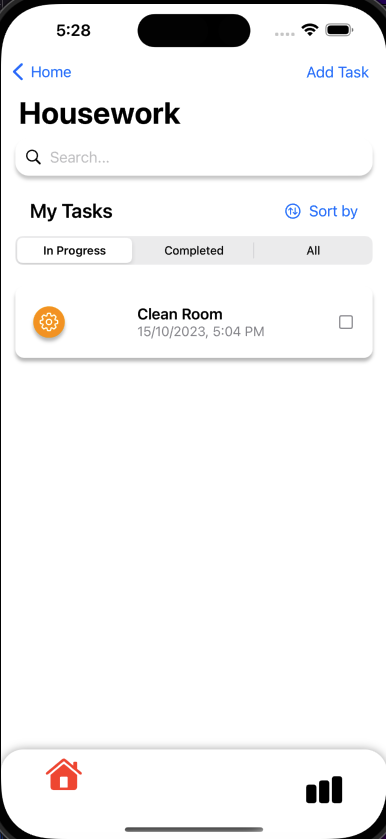 5:28
Home
Add Task
Housework
Search...
My Tasks
Sort by
In Progress
Completed
All
Clean Room
15/10/2023, 5:04 PM